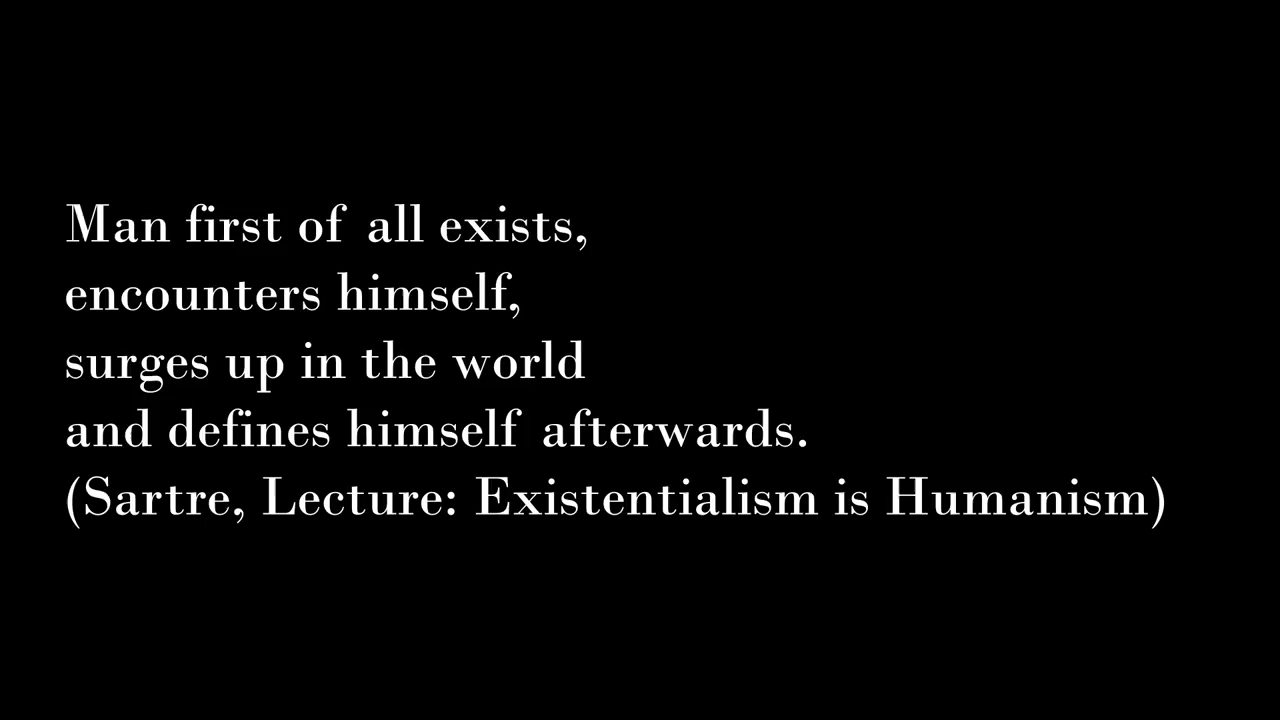 Man first of all exists,
encounters himself,
surges up in the world
and defines himself afterwards.
(Sartre, Lecture: Existentialism is Humanism)